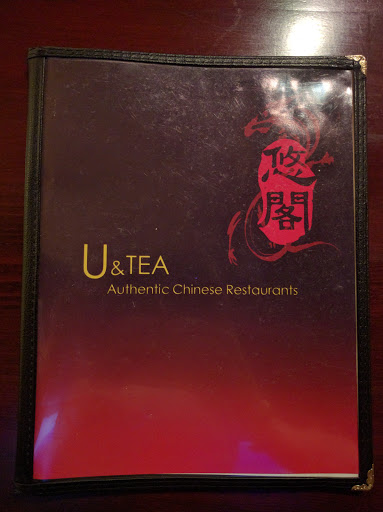 悠閣
U & TEA
Authentic Chinese Restaurants